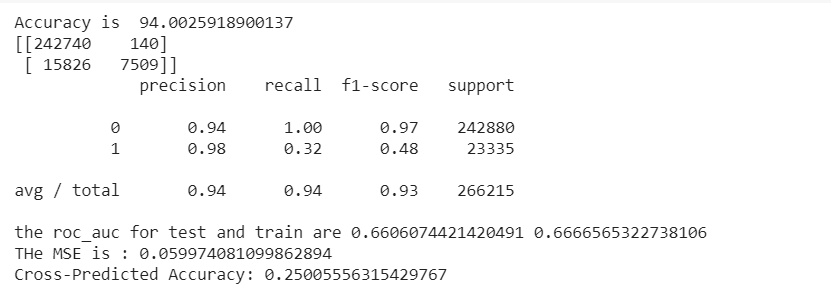 Accuracy is  94.0025918900137
[[242740    140]
 [ 15826   7509]]
             precision    recall  f1-score   support

          0       0.94      1.00      0.97    242880
          1       0.98      0.32      0.48     23335

avg / total       0.94      0.94      0.93    266215

the roc_auc for test and train are 0.6606074421420491 0.6666565322738106
THe MSE is : 0.059974081099862894
Cross-Predicted Accuracy: 0.25005556315429767